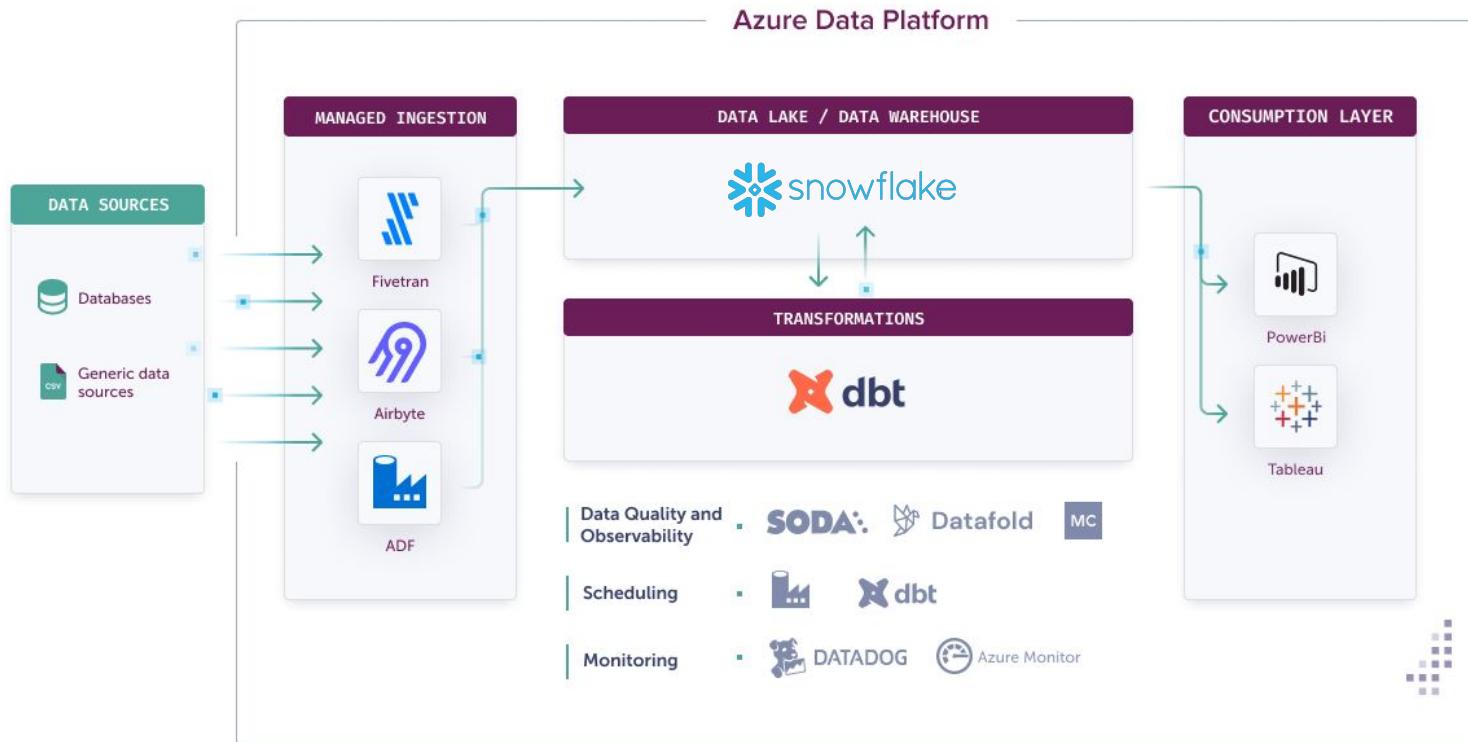 Azure Data Platform
MANAGED INGESTION
DATA LAKE / DATA WAREHOUSE
CONSUMPTION LAYER
DATA SOURCES
snowflake
Databases
Generic data
sources
CSV
Fivetran
Airbyte
ADF
TRANSFORMATIONS
dbt
PowerBi
Tableau
Data Quality and
Observability
SODA
Datafold
MC
Scheduling
dbt
Monitoring
DATADOG
Azure Monitor